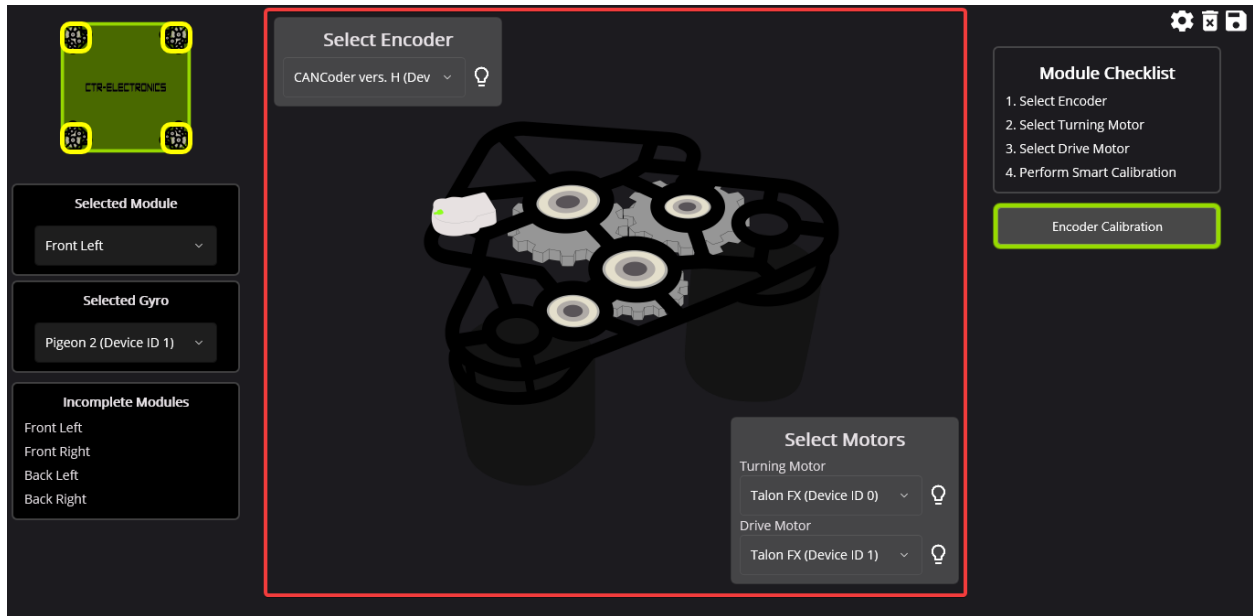 CTR-ELECTRONICS
Selected Module
Front Left
Selected Gyro
Pigeon 2 (Device ID 1)
Incomplete Modules
Front Left
Front Right
Back Left
Back Right
Select Encoder
CANCoder vers. H (Dev
Select Motors
Turning Motor
Talon FX (Device ID 0)
Drive Motor
Talon FX (Device ID 1)
Module Checklist
1. Select Encoder
2. Select Turning Motor
3. Select Drive Motor
4. Perform Smart Calibration
Encoder Calibration